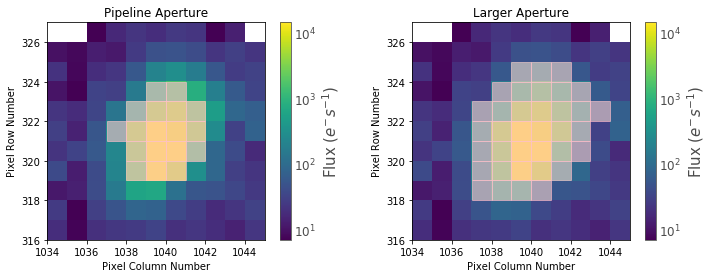 Pipeline Aperture
Pixel Row Number
326
324
322
320
318
316
1034 1036 1038 1040 1042 1044
Pixel Column Number
10^4
10^3
10^2
10^1
Flux (e^- s^{-1})
Larger Aperture
Pixel Row Number
326
324
322
320
318
316
1034 1036 1038 1040 1042 1044
Pixel Column Number
10^4
10^3
10^2
10^1
Flux (e^- s^{-1})